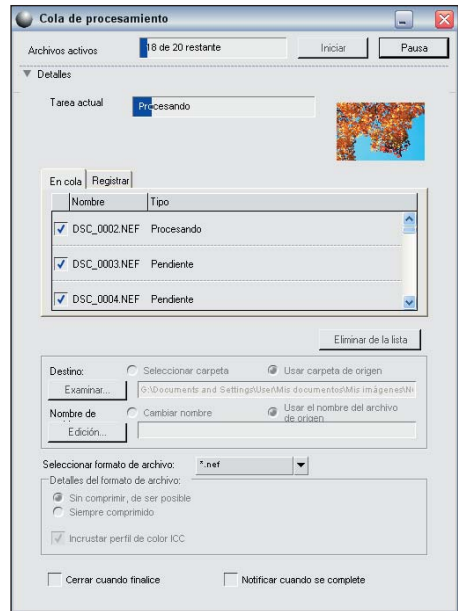 Cola de procesamiento
Archivos activos
18 de 20 restante
Iniciar
Pausa
Detalles
Tarea actual
Procesando
En cola
Registrar
Nombre
Tipo
DSC_0002.NEF Procesando
DSC_0003.NEF Pendiente
DSC_0004.NEF Pendiente
Eliminar de la lista
Destino:
Seleccionar carpeta
Usar carpeta de origen
Examinar...
G:\Documents and Settings\User\Mis documentos\Mis imágenes\
Nombre de
Cambiar nombre
Usar el nombre del archivo
de origen
Edición...
Seleccionar formato de archivo:
*.nef
Detalles del formato de archivo:
Sin comprimir, de ser posible
Siempre comprimido
Incrustar perfil de color ICC
Cerrar cuando finalice
Notificar cuando se complete